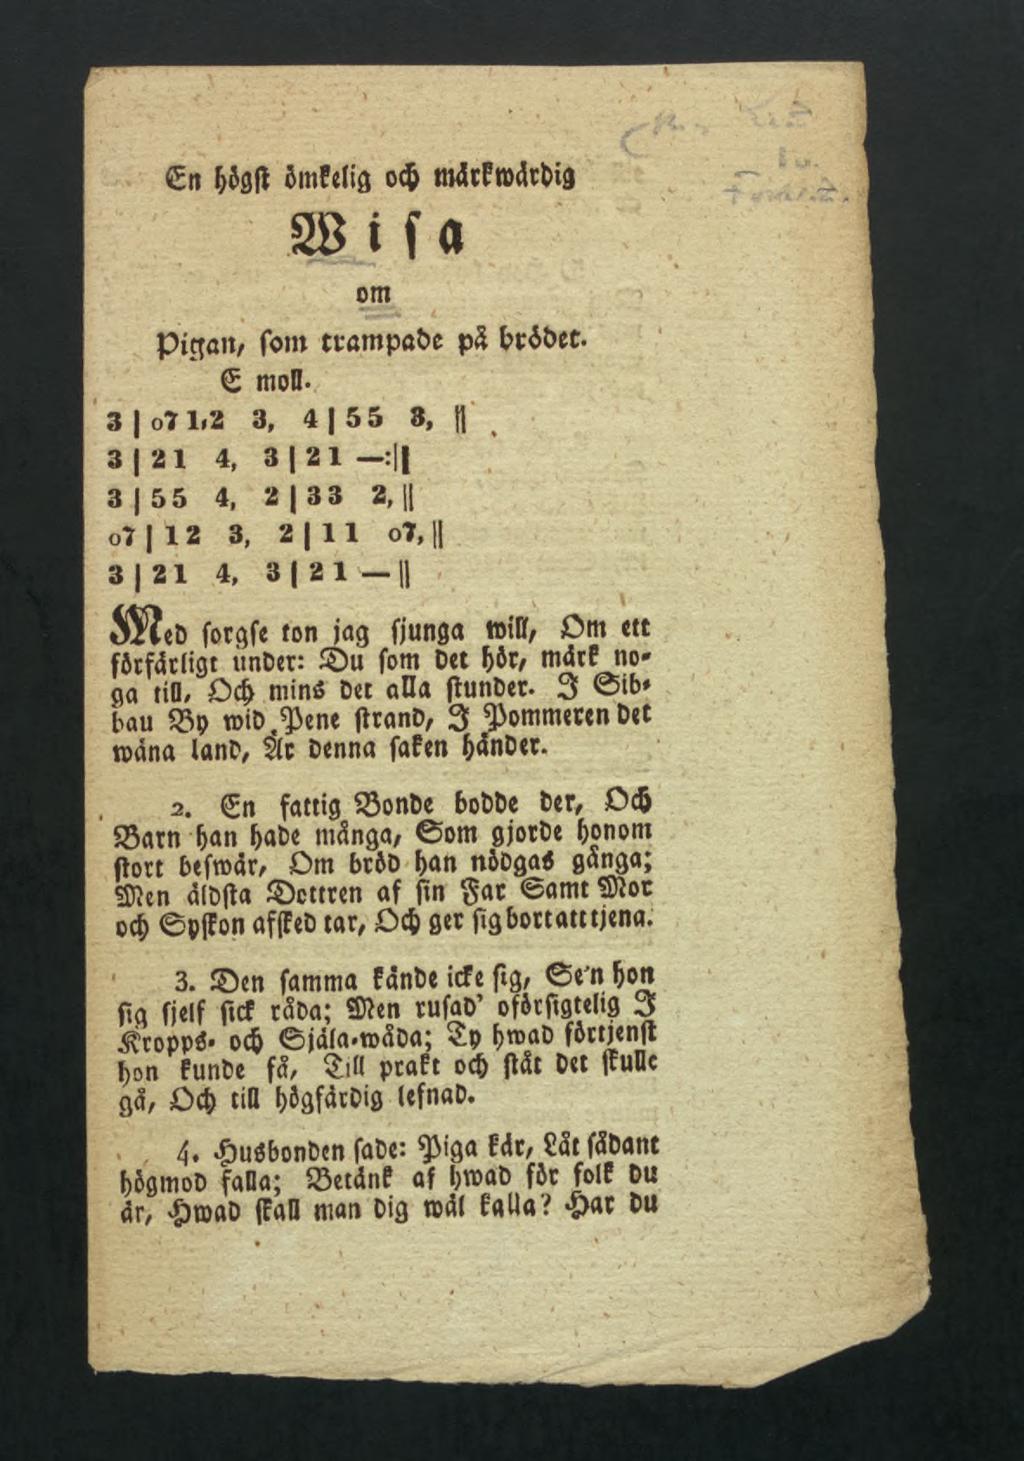 En högst ömkelig och märkwärdig
Wisa
om
Pigan, som trampade på brödet.
E moll.
3 | o7 1,2 3, 4 | 5 5 3, ||
3 | 2 1 4, 3 | 2 1 —:||
3 | 5 5 4, 2 | 3 3 2, ||
o7 | 1 2 3, 2 | 1 1 o7, ||
3 | 2 1 4, 3 | 2 1 — ||
Med sorgse ton jag sjunga will, Om ett
förfärligt under: Du som det hör, märk no-
ga till, Och mins det alla stunder. I Sib-
bau By wid Pene strand, I Pommeren det
wäna land, Är denna saken händer.
2. En fattig Bonde bodde der, Och
Barn han hade många, Som gjorde honom
stort beswär, Om bröd han nödgas gånga;
Men äldsta Dottren af sin Far Samt Mor
och Syskon afsked tar, Och ger sig bort att tjena.
3. Den samma kände icke sig, Se'n hon
sig sjelf fick råda; Men rusad' oförsigtelig I
Kropps- och Själa-wåda; Ty hwad förtjenst
hon kunde få, Till prakt och ståt det skulle
gå, Och till högfärdig lefnad.
4. Husbonden sade: Piga kär, Låt sådant
högmod falla; Betänk af hwad för folk du
är, Hwad skall man dig wäl kalla? Har du